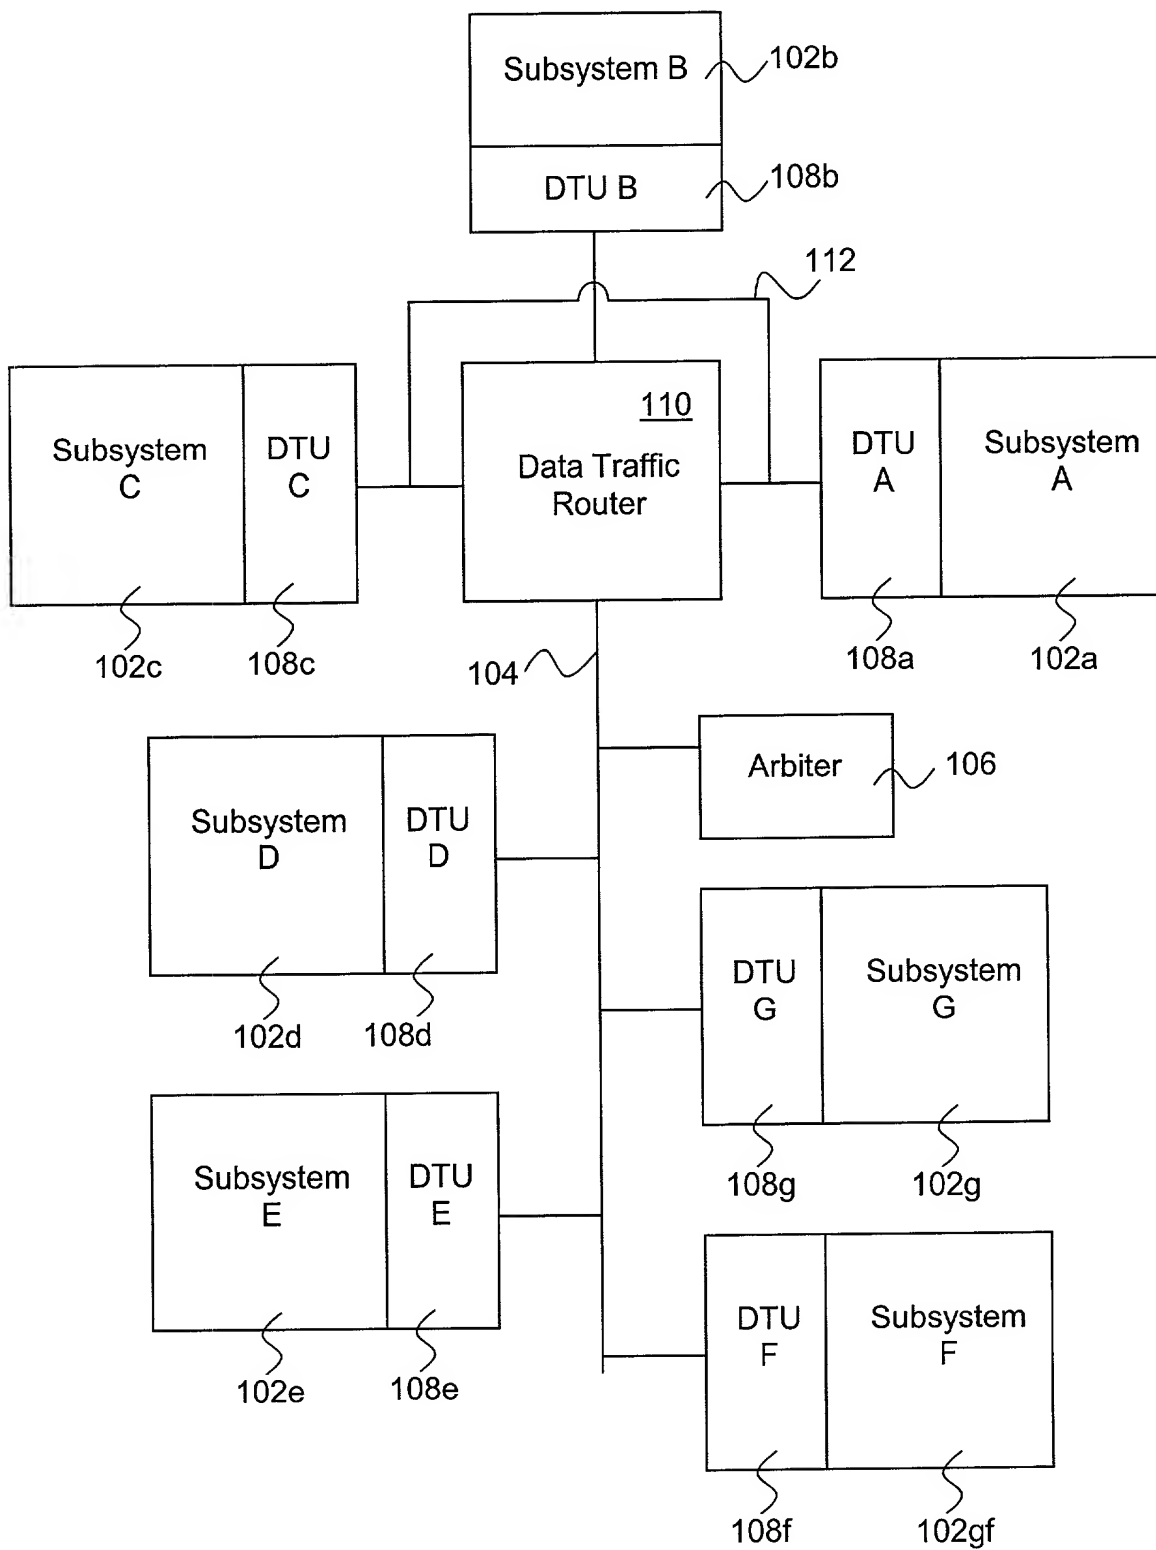 Subsystem B
102b
DTU B
108b
112
110
Data Traffic
Router
Subsystem
C
DTU
C
102c
108c
DTU
A
Subsystem
A
108a
102a
104
Arbiter
106
Subsystem
D
DTU
D
102d
108d
DTU
G
Subsystem
G
108g
102g
Subsystem
E
DTU
E
102e
108e
DTU
F
Subsystem
F
108f
102gf